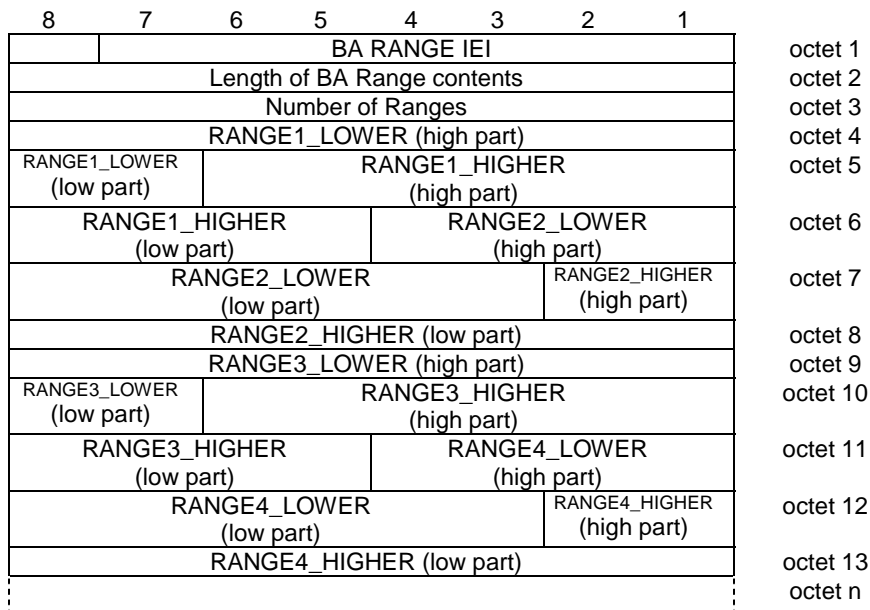 8 7 6 5 4 3 2 1
BA RANGE IEI octet 1
Length of BA Range contents octet 2
Number of Ranges octet 3
RANGE1_LOWER (high part) octet 4
RANGE1_LOWER RANGE1_HIGHER octet 5
(low part) (high part)
RANGE1_HIGHER RANGE2_LOWER octet 6
(low part) (high part)
RANGE2_LOWER RANGE2_HIGHER octet 7
(low part) (high part)
RANGE2_HIGHER (low part) octet 8
RANGE3_LOWER (high part) octet 9
RANGE3_LOWER RANGE3_HIGHER octet 10
(low part) (high part)
RANGE3_HIGHER RANGE4_LOWER octet 11
(low part) (high part)
RANGE4_LOWER RANGE4_HIGHER octet 12
(low part) (high part)
RANGE4_HIGHER (low part) octet 13
octet n